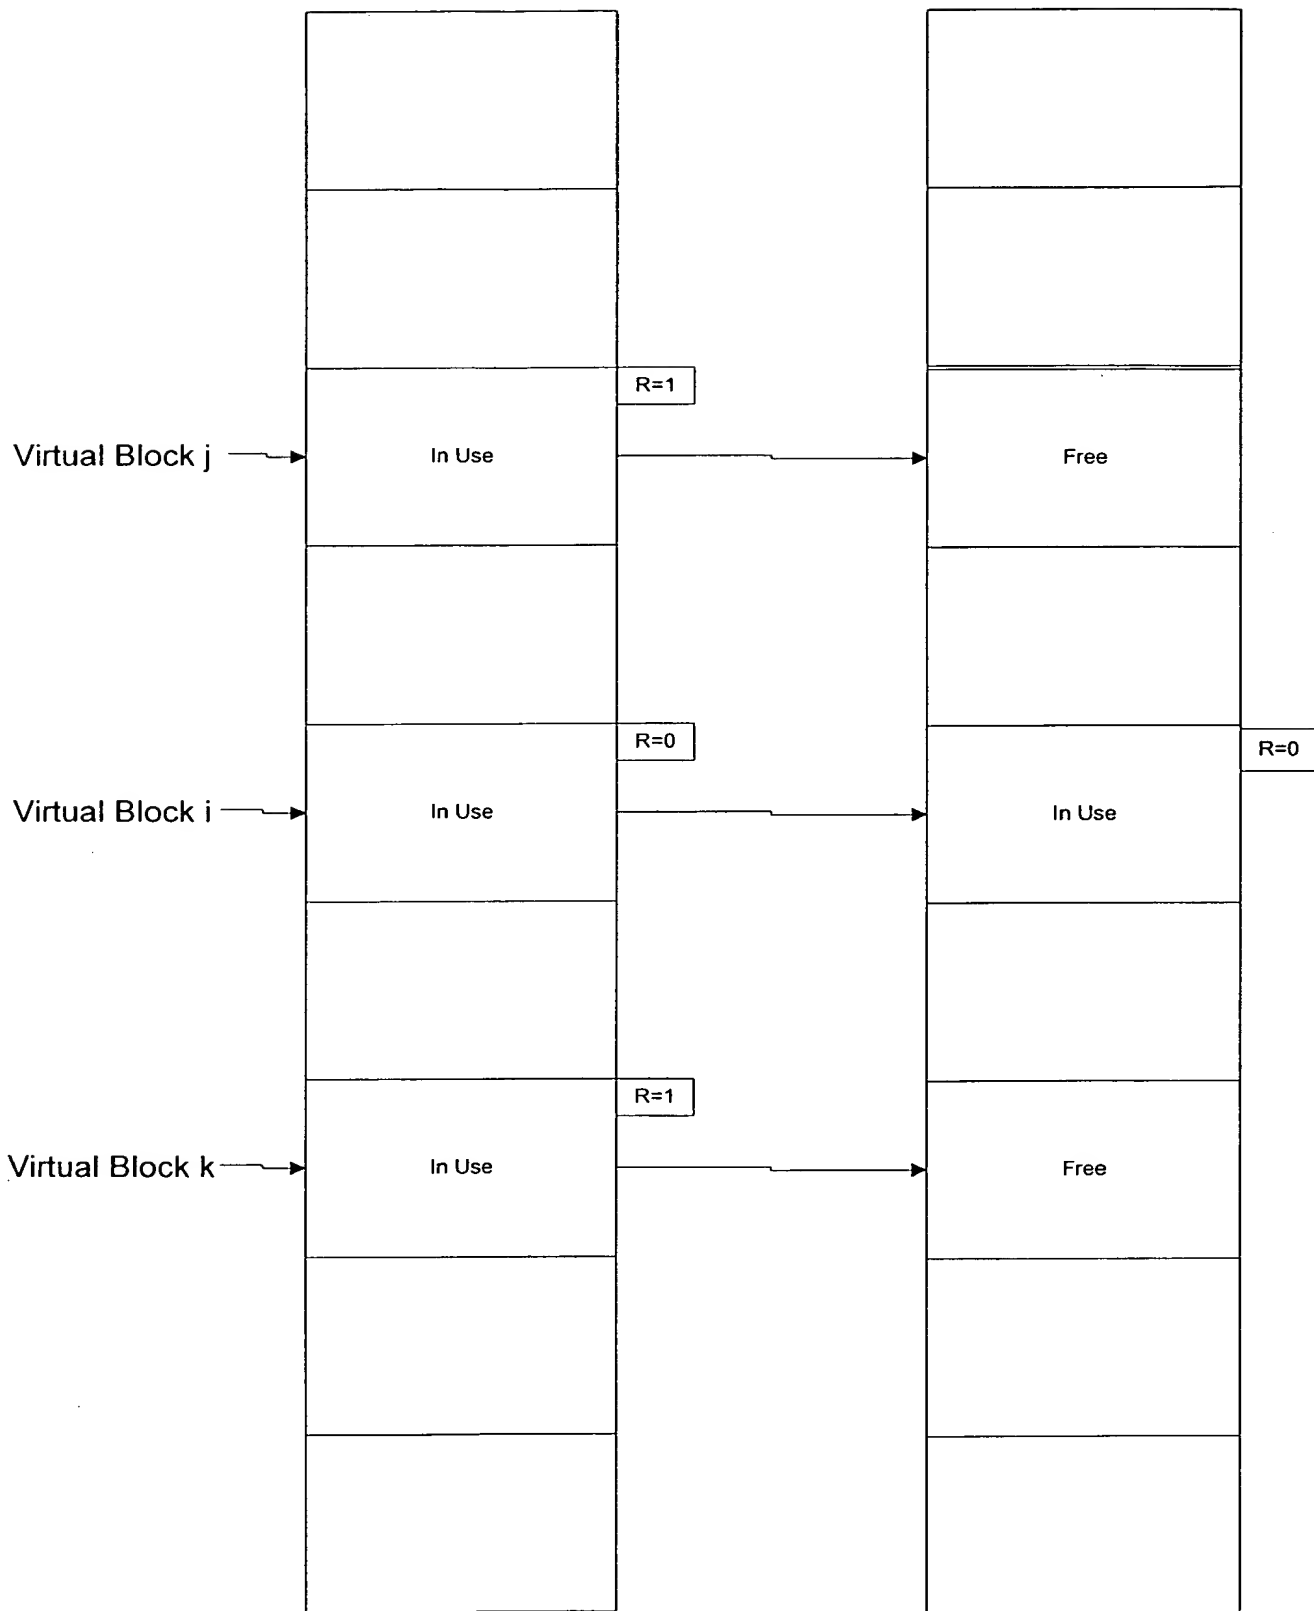 R=1
Virtual Block j
In Use
Free
R=0
R=0
Virtual Block i
In Use
In Use
R=1
Virtual Block k
In Use
Free